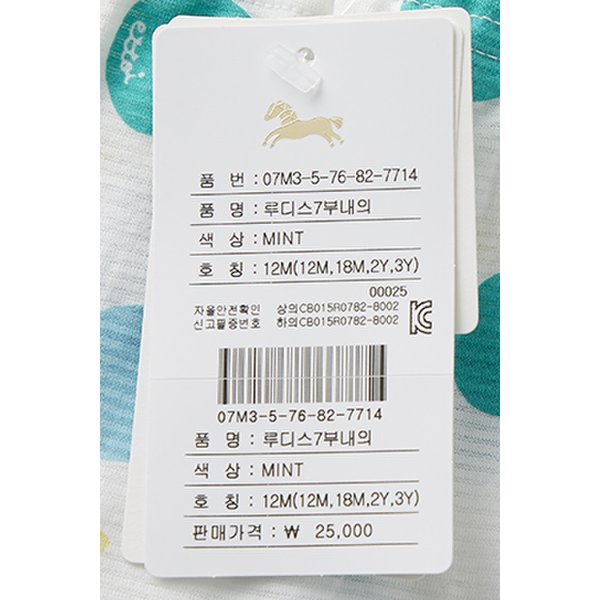 ettoi
품 번 : 07M3-5-76-82-7714
품 명 : 루디스7부내의
색 상 : MINT
호 칭 : 12M(12M,18M,2Y,3Y)
00025
자율안전확인 상의CB015R0782-8002
신고필증번호 하의CB015R0782-8002
07M3-5-76-82-7714
품 명 : 루디스7부내의
색 상 : MINT
호 칭 : 12M(12M,18M,2Y,3Y)
판매가격 : ₩ 25,000